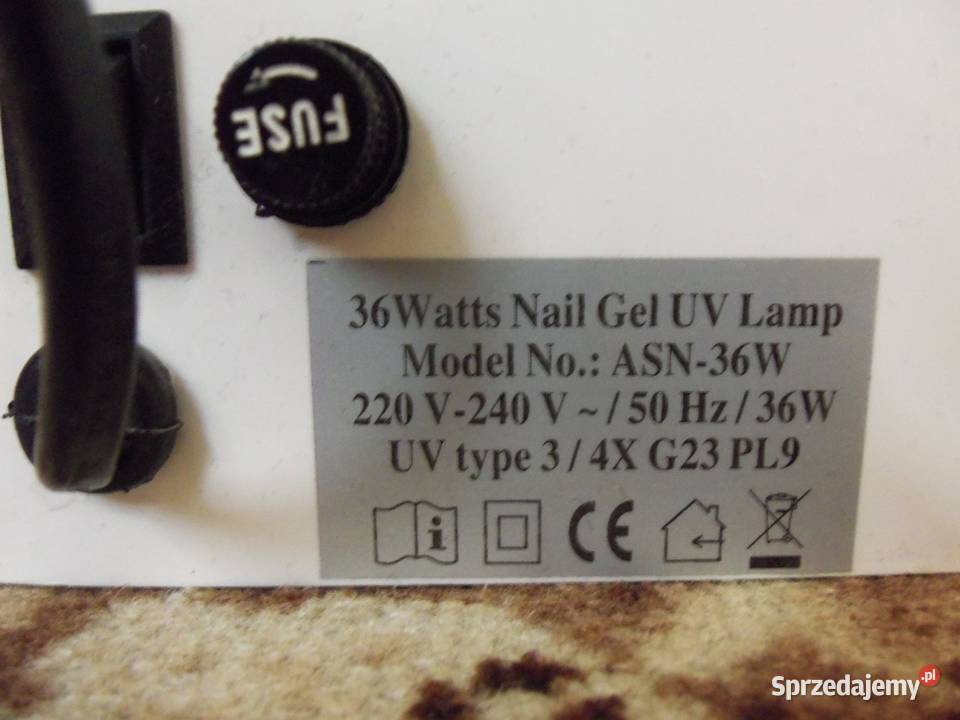 FUSE
36Watts Nail Gel UV Lamp
Model No.: ASN-36W
220 V-240 V ~ / 50 Hz / 36W
UV type 3 / 4X G23 PL9
i CE
Sprzedajemy.pl